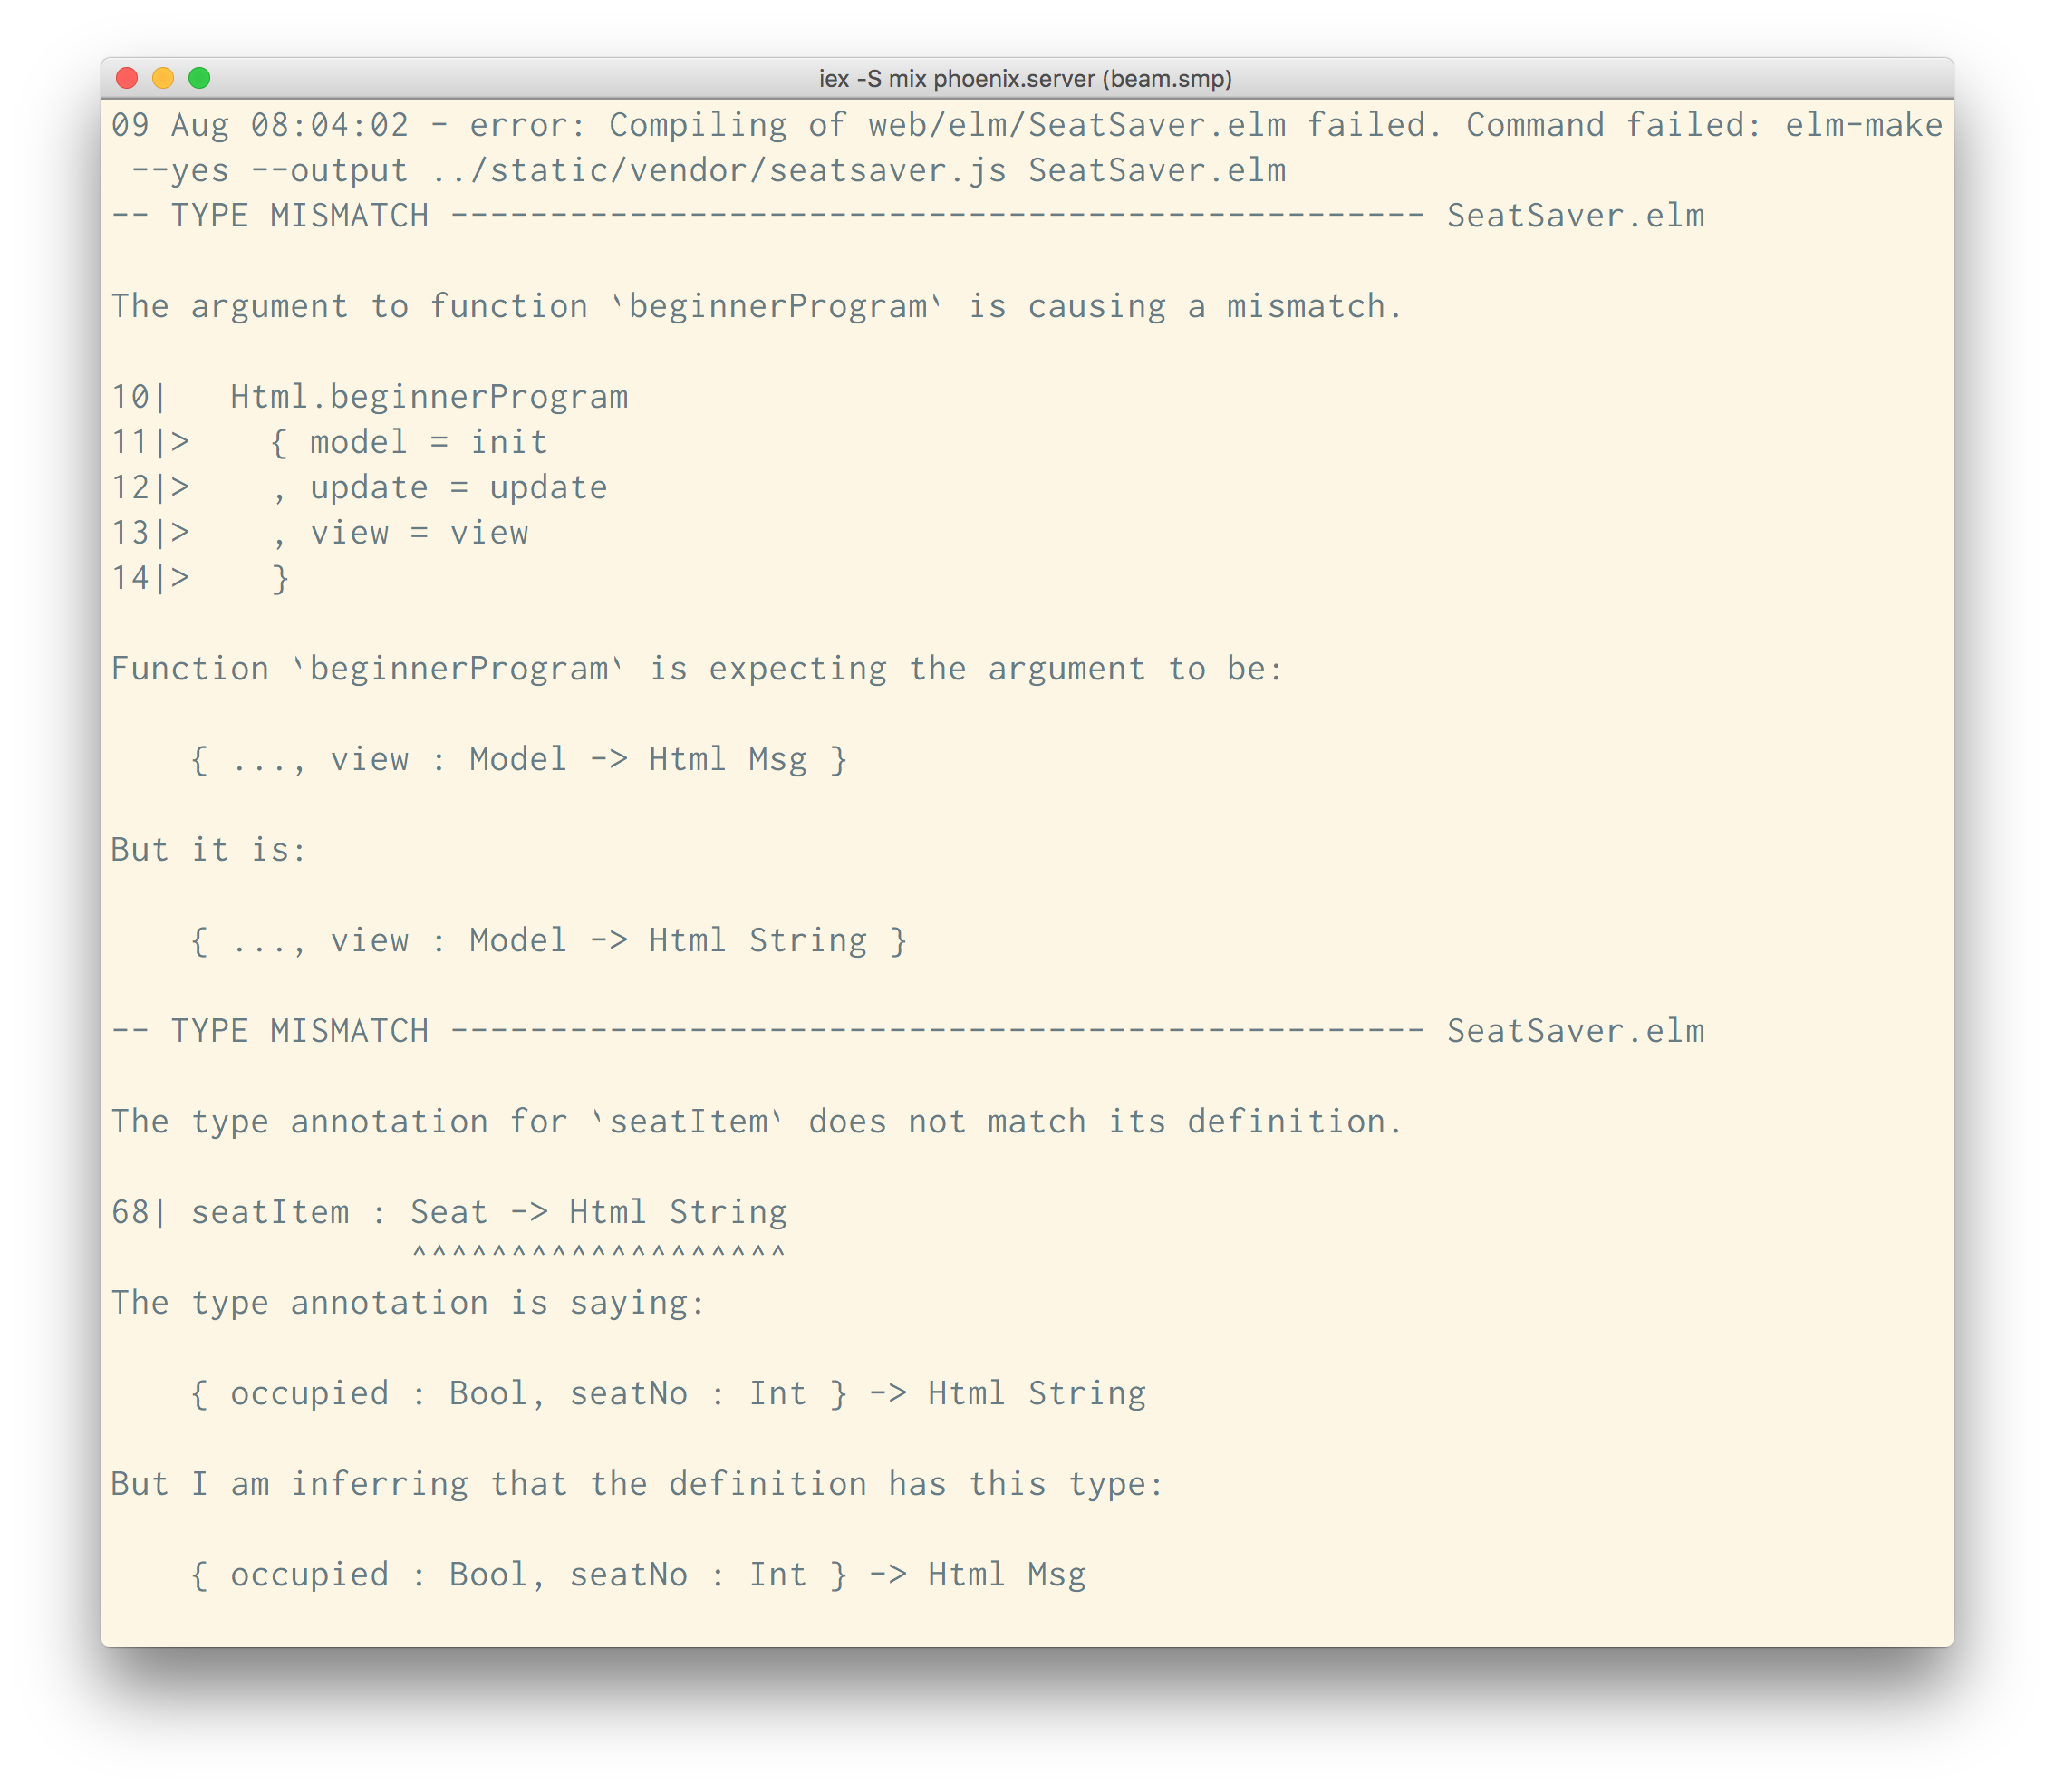 iex -S mix phoenix.server (beam.smp)
09 Aug 08:04:02 - error: Compiling of web/elm/SeatSaver.elm failed. Command failed: elm-make
 --yes --output ../static/vendor/seatsaver.js SeatSaver.elm
-- TYPE MISMATCH ------------------------------------------------- SeatSaver.elm
The argument to function `beginnerProgram` is causing a mismatch.
10|   Html.beginnerProgram
11|>    { model = init
12|>    , update = update
13|>    , view = view
14|>    }
Function `beginnerProgram` is expecting the argument to be:
    { ..., view : Model -> Html Msg }
But it is:
    { ..., view : Model -> Html String }
-- TYPE MISMATCH ------------------------------------------------- SeatSaver.elm
The type annotation for `seatItem` does not match its definition.
68| seatItem : Seat -> Html String
               ^^^^^^^^^^^^^^^^^^^
The type annotation is saying:
    { occupied : Bool, seatNo : Int } -> Html String
But I am inferring that the definition has this type:
    { occupied : Bool, seatNo : Int } -> Html Msg